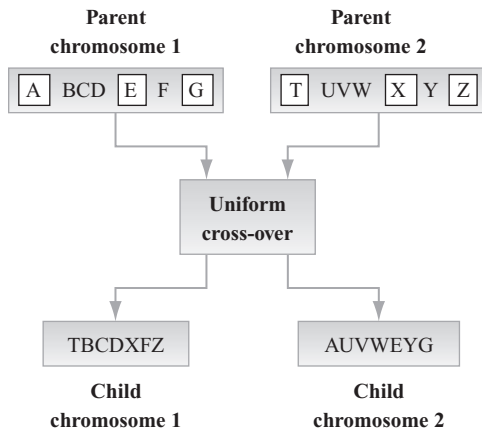 Parent
chromosome 1
Parent
chromosome 2
A BCD E F G
T UVW X Y Z
Uniform
cross-over
TBCDXFZ
AUVWEYG
Child
chromosome 1
Child
chromosome 2